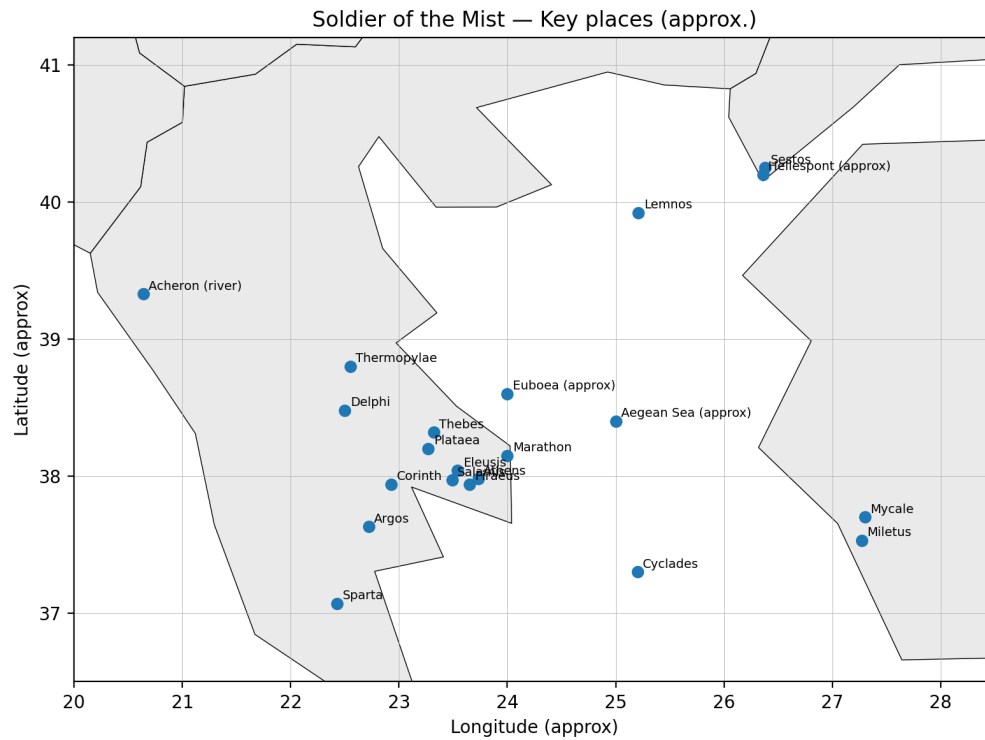 Soldier of the Mist — Key places (approx.)
41
40
39
38
37
Latitude (approx)
Sestos
Hellespont (approx)
Lemnos
Acheron (river)
Thermopylae
Euboea (approx)
Delphi
Aegean Sea (approx)
Thebes
Plataea
Marathon
Eleusis
Corinth
Salamis
Athens
Piraeus
Argos
Mycale
Miletus
Cyclades
Sparta
20 21 22 23 24 25 26 27 28
Longitude (approx)